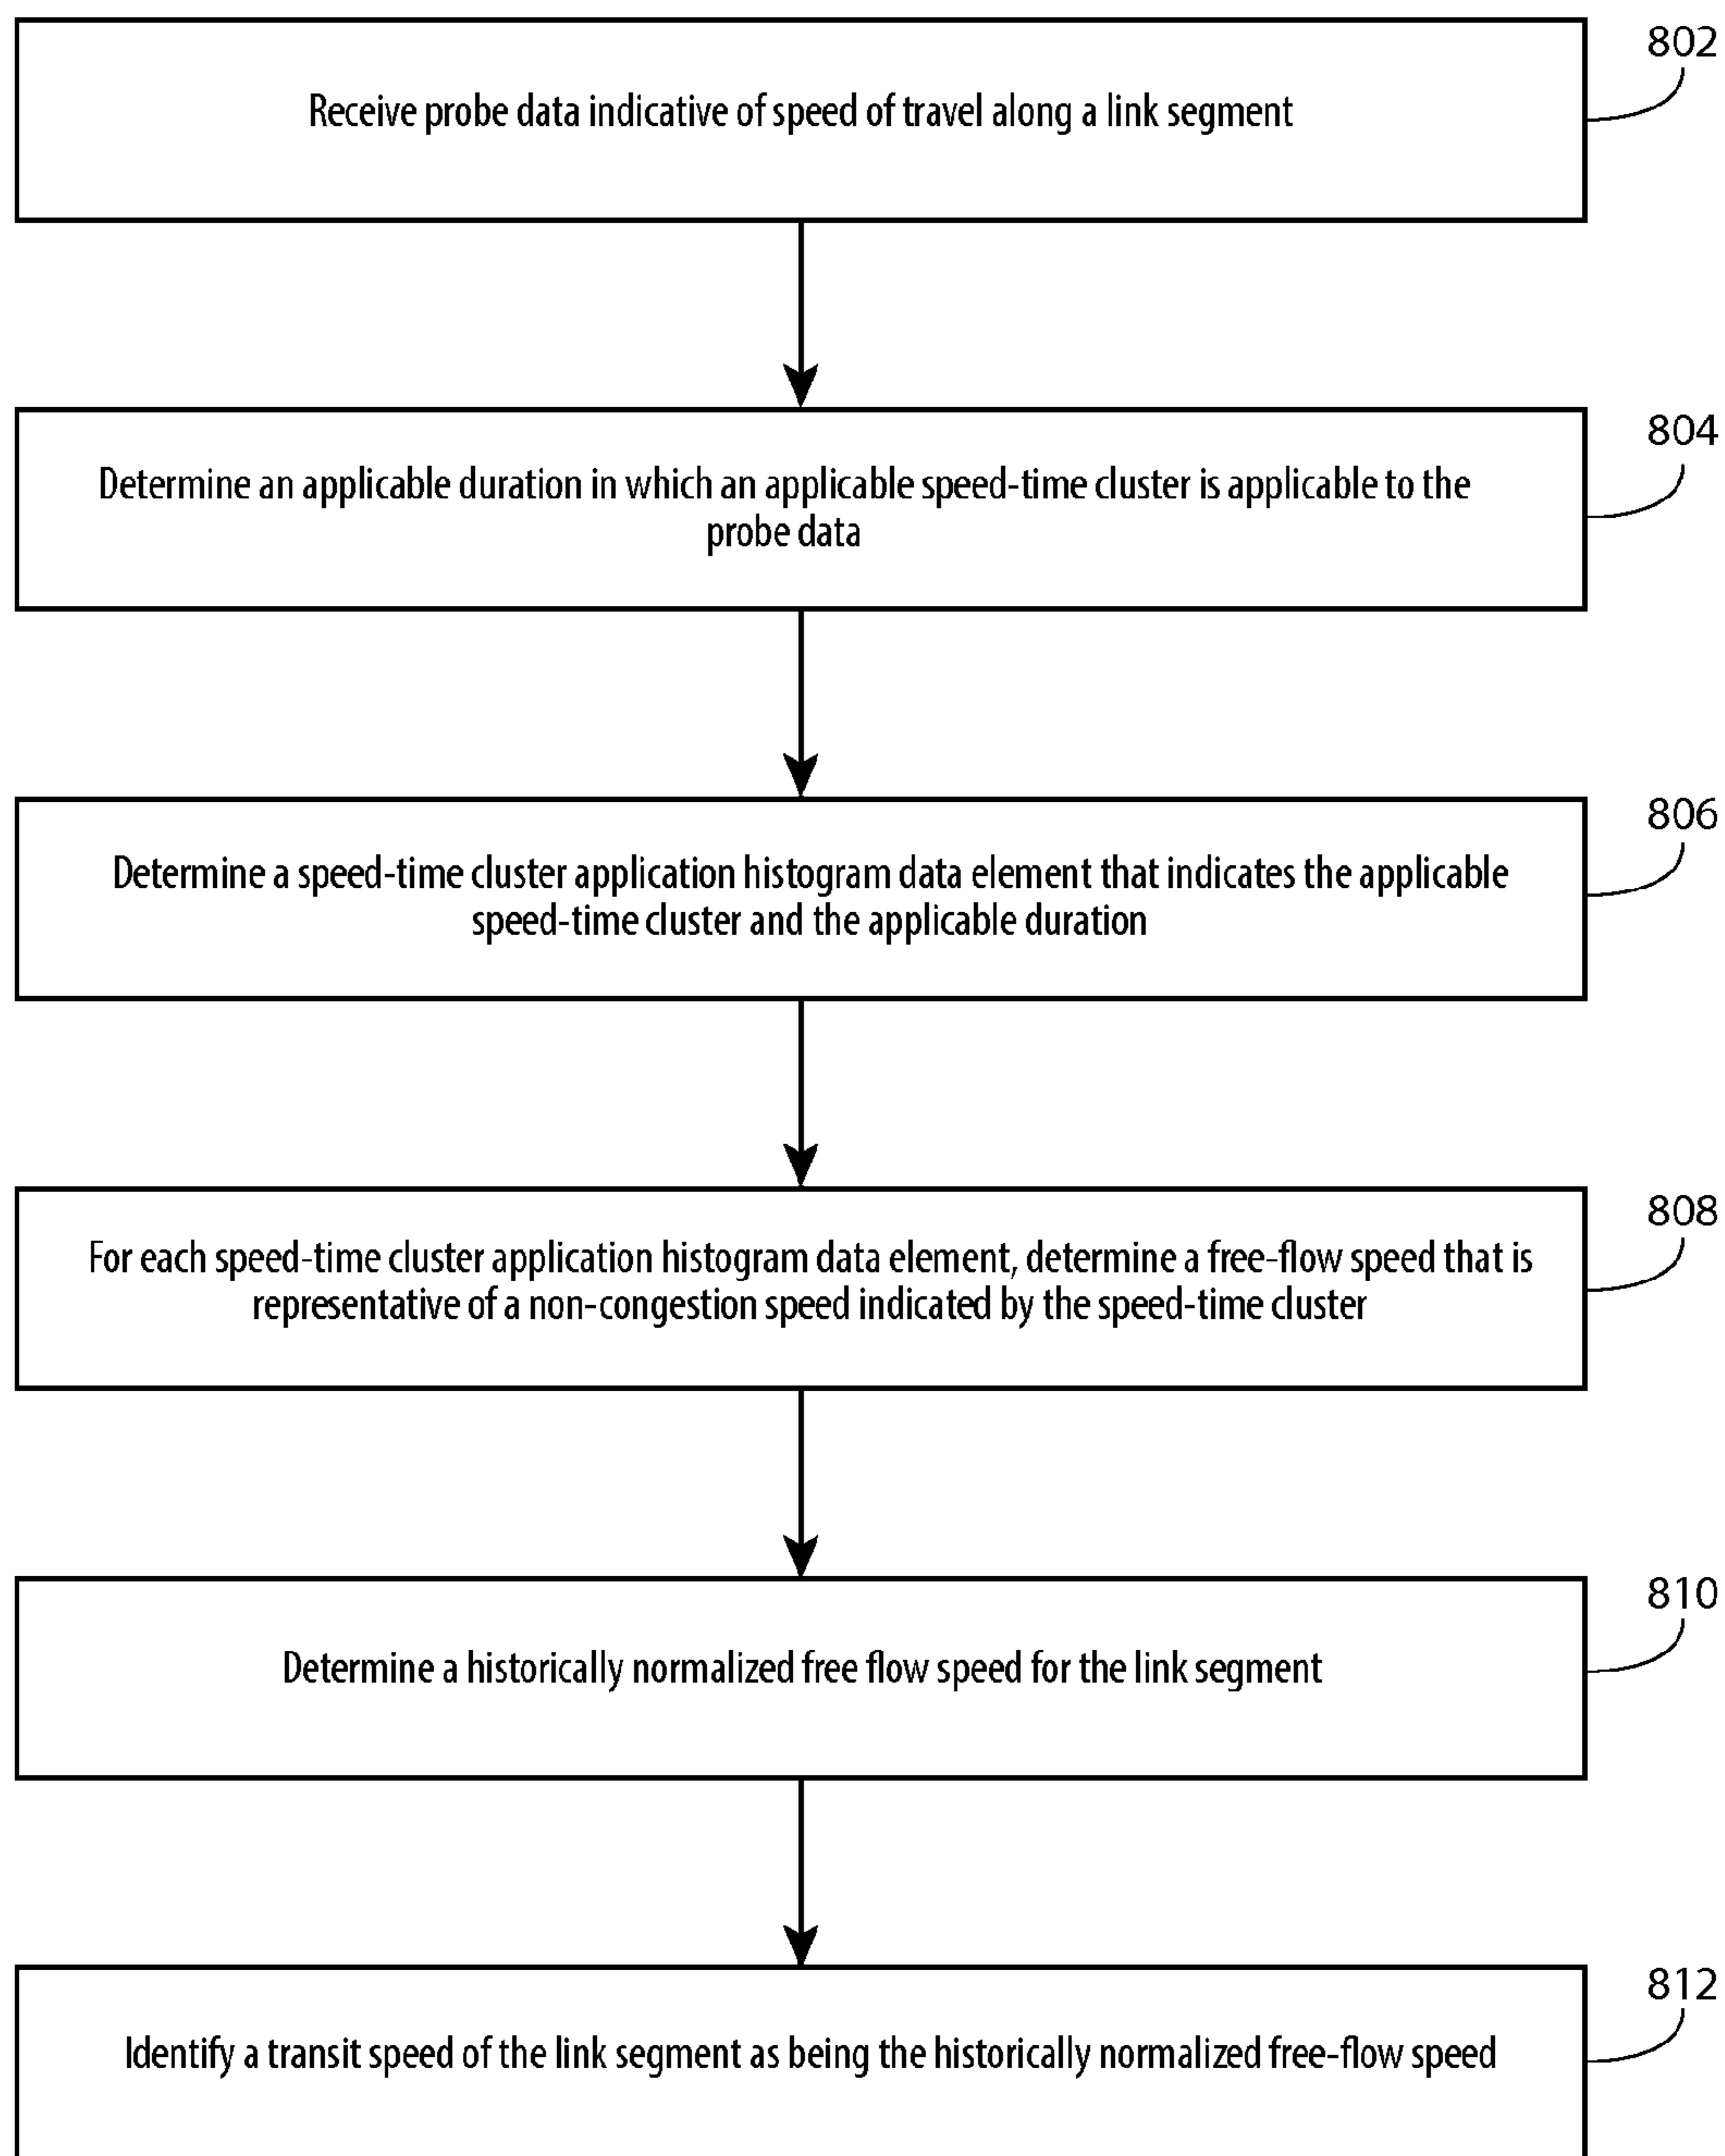 802
Receive probe data indicative of speed of travel along a link segment
804
Determine an applicable duration in which an applicable speed-time cluster is applicable to the
probe data
806
Determine a speed-time cluster application histogram data element that indicates the applicable
speed-time cluster and the applicable duration
808
For each speed-time cluster application histogram data element, determine a free-flow speed that is
representative of a non-congestion speed indicated by the speed-time cluster
810
Determine a historically normalized free flow speed for the link segment
812
Identify a transit speed of the link segment as being the historically normalized free-flow speed